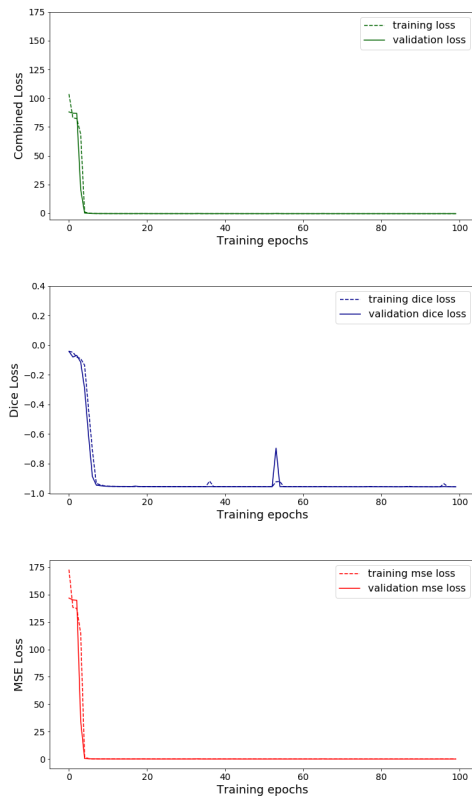 175
150
125
100
75
50
25
0
Combined Loss
training loss
validation loss
0 20 40 60 80 100
Training epochs
0.4
0.2
0.0
−0.2
−0.4
−0.6
−0.8
−1.0
Dice Loss
training dice loss
validation dice loss
0 20 40 60 80 100
Training epochs
175
150
125
100
75
50
25
0
MSE Loss
training mse loss
validation mse loss
0 20 40 60 80 100
Training epochs